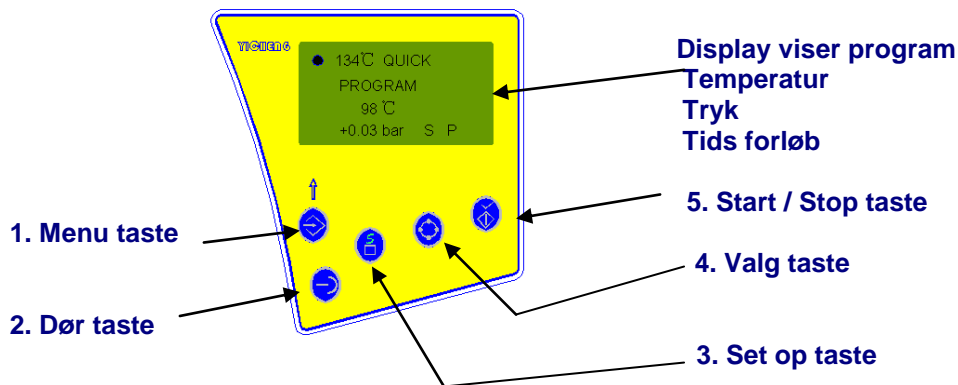 YICHENG
134℃ QUICK
PROGRAM
98 ℃
+0.03 bar S P
Display viser program
Temperatur
Tryk
Tids forløb
1. Menu taste
2. Dør taste
S
5. Start / Stop taste
4. Valg taste
3. Set op taste